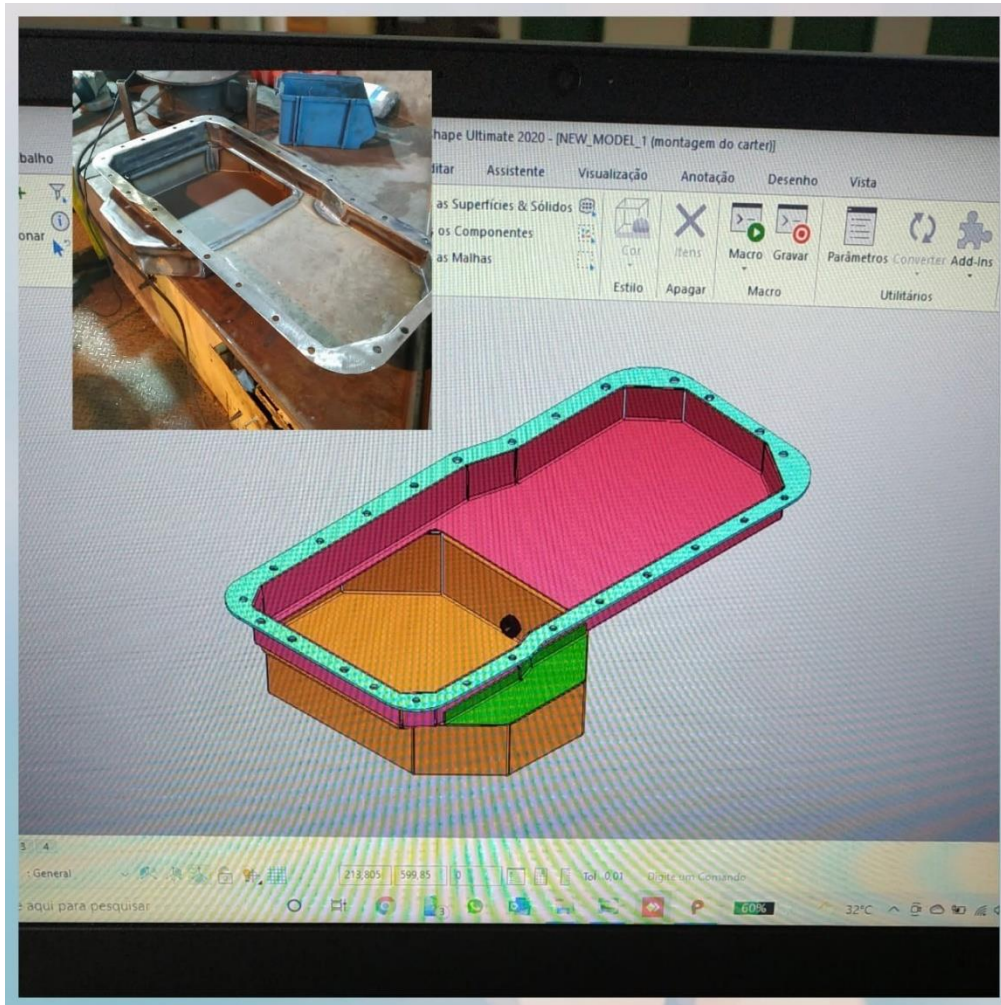 hape Ultimate 2020 - [NEW_MODEL_1 (montagem do carter)]
balho
itar Assistente Visualização Anotação Desenho Vista
as Superfícies & Sólidos
os Componentes
as Malhas
onar
Cor
Itens
Macro Gravar
Parâmetros Converter Add-Ins
Estilo Apagar Macro Utilitários
3 4
: General
213,805 599,85 0
Tol 0,01
Digite um Comando
aqui para pesquisar
3
60%
32°C